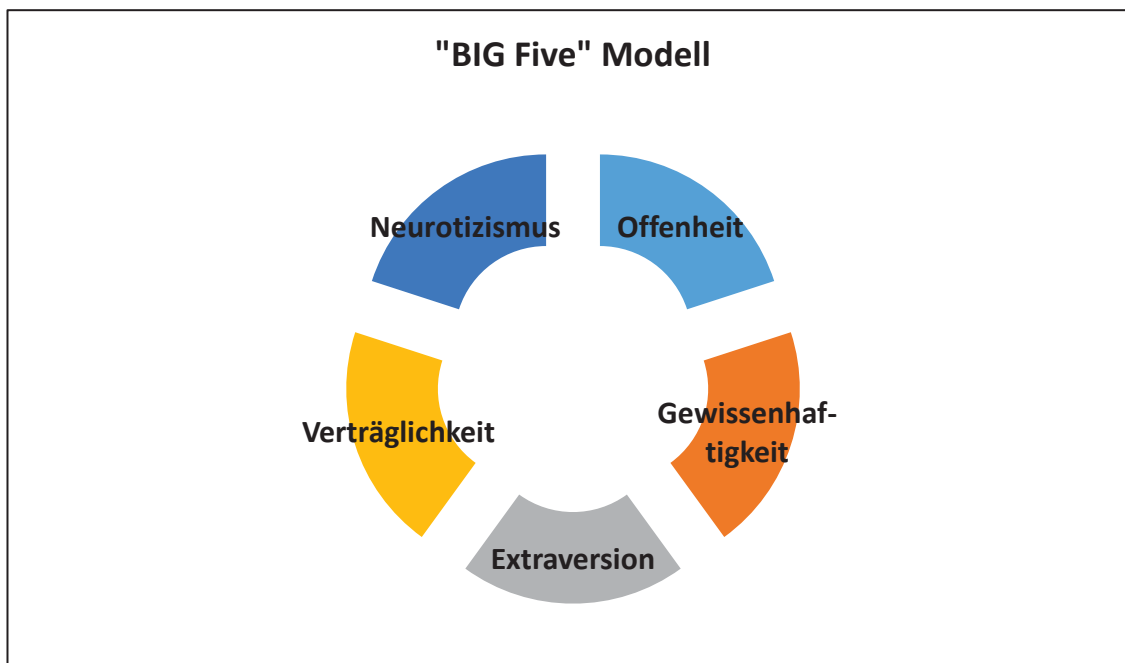 "BIG Five" Modell
Neurotizismus
Offenheit
Verträglichkeit
Gewissenhaf-
tigkeit
Extraversion